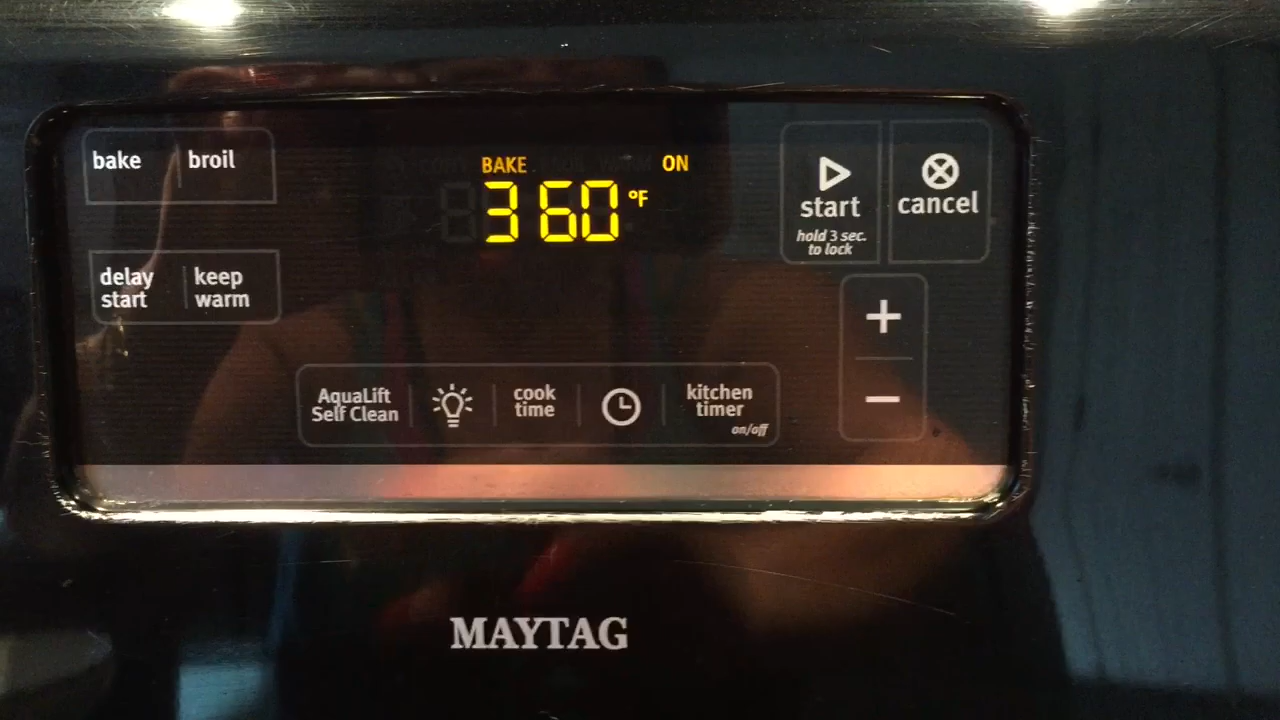 bake broil
BAKE ON
360 °F
start
hold 3 sec.
to lock
cancel
delay
start
keep
warm
+
−
AquaLift
Self Clean
cook
time
kitchen
timer
on/off
MAYTAG